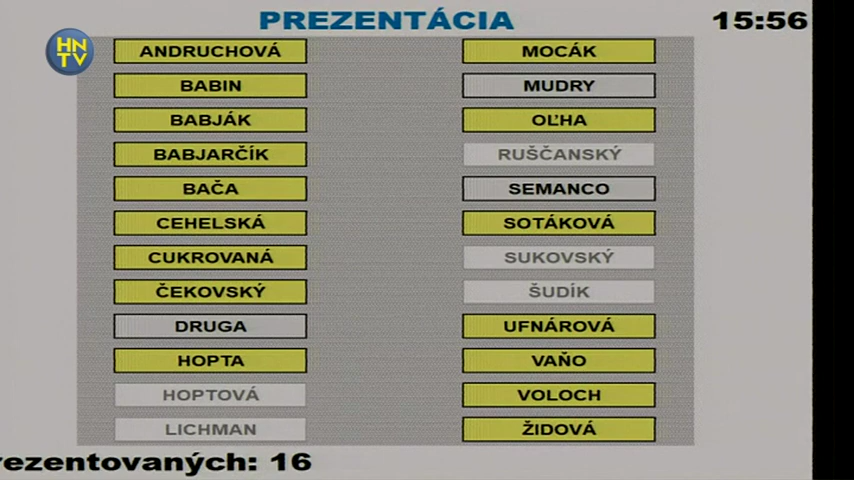 PREZENTÁCIA
15:56
HN
TV
ANDRUCHOVÁ
BABIN
BABJÁK
BABJARČÍK
BAČA
CEHELSKÁ
CUKROVANÁ
ČEKOVSKÝ
DRUGA
HOPTA
HOPTOVÁ
LICHMAN
MOCÁK
MUDRY
OĽHA
RUŠČANSKÝ
SEMANCO
SOTÁKOVÁ
SUKOVSKÝ
ŠUDÍK
UFNÁROVÁ
VAŇO
VOLOCH
ŽIDOVÁ
rezentovaných: 16